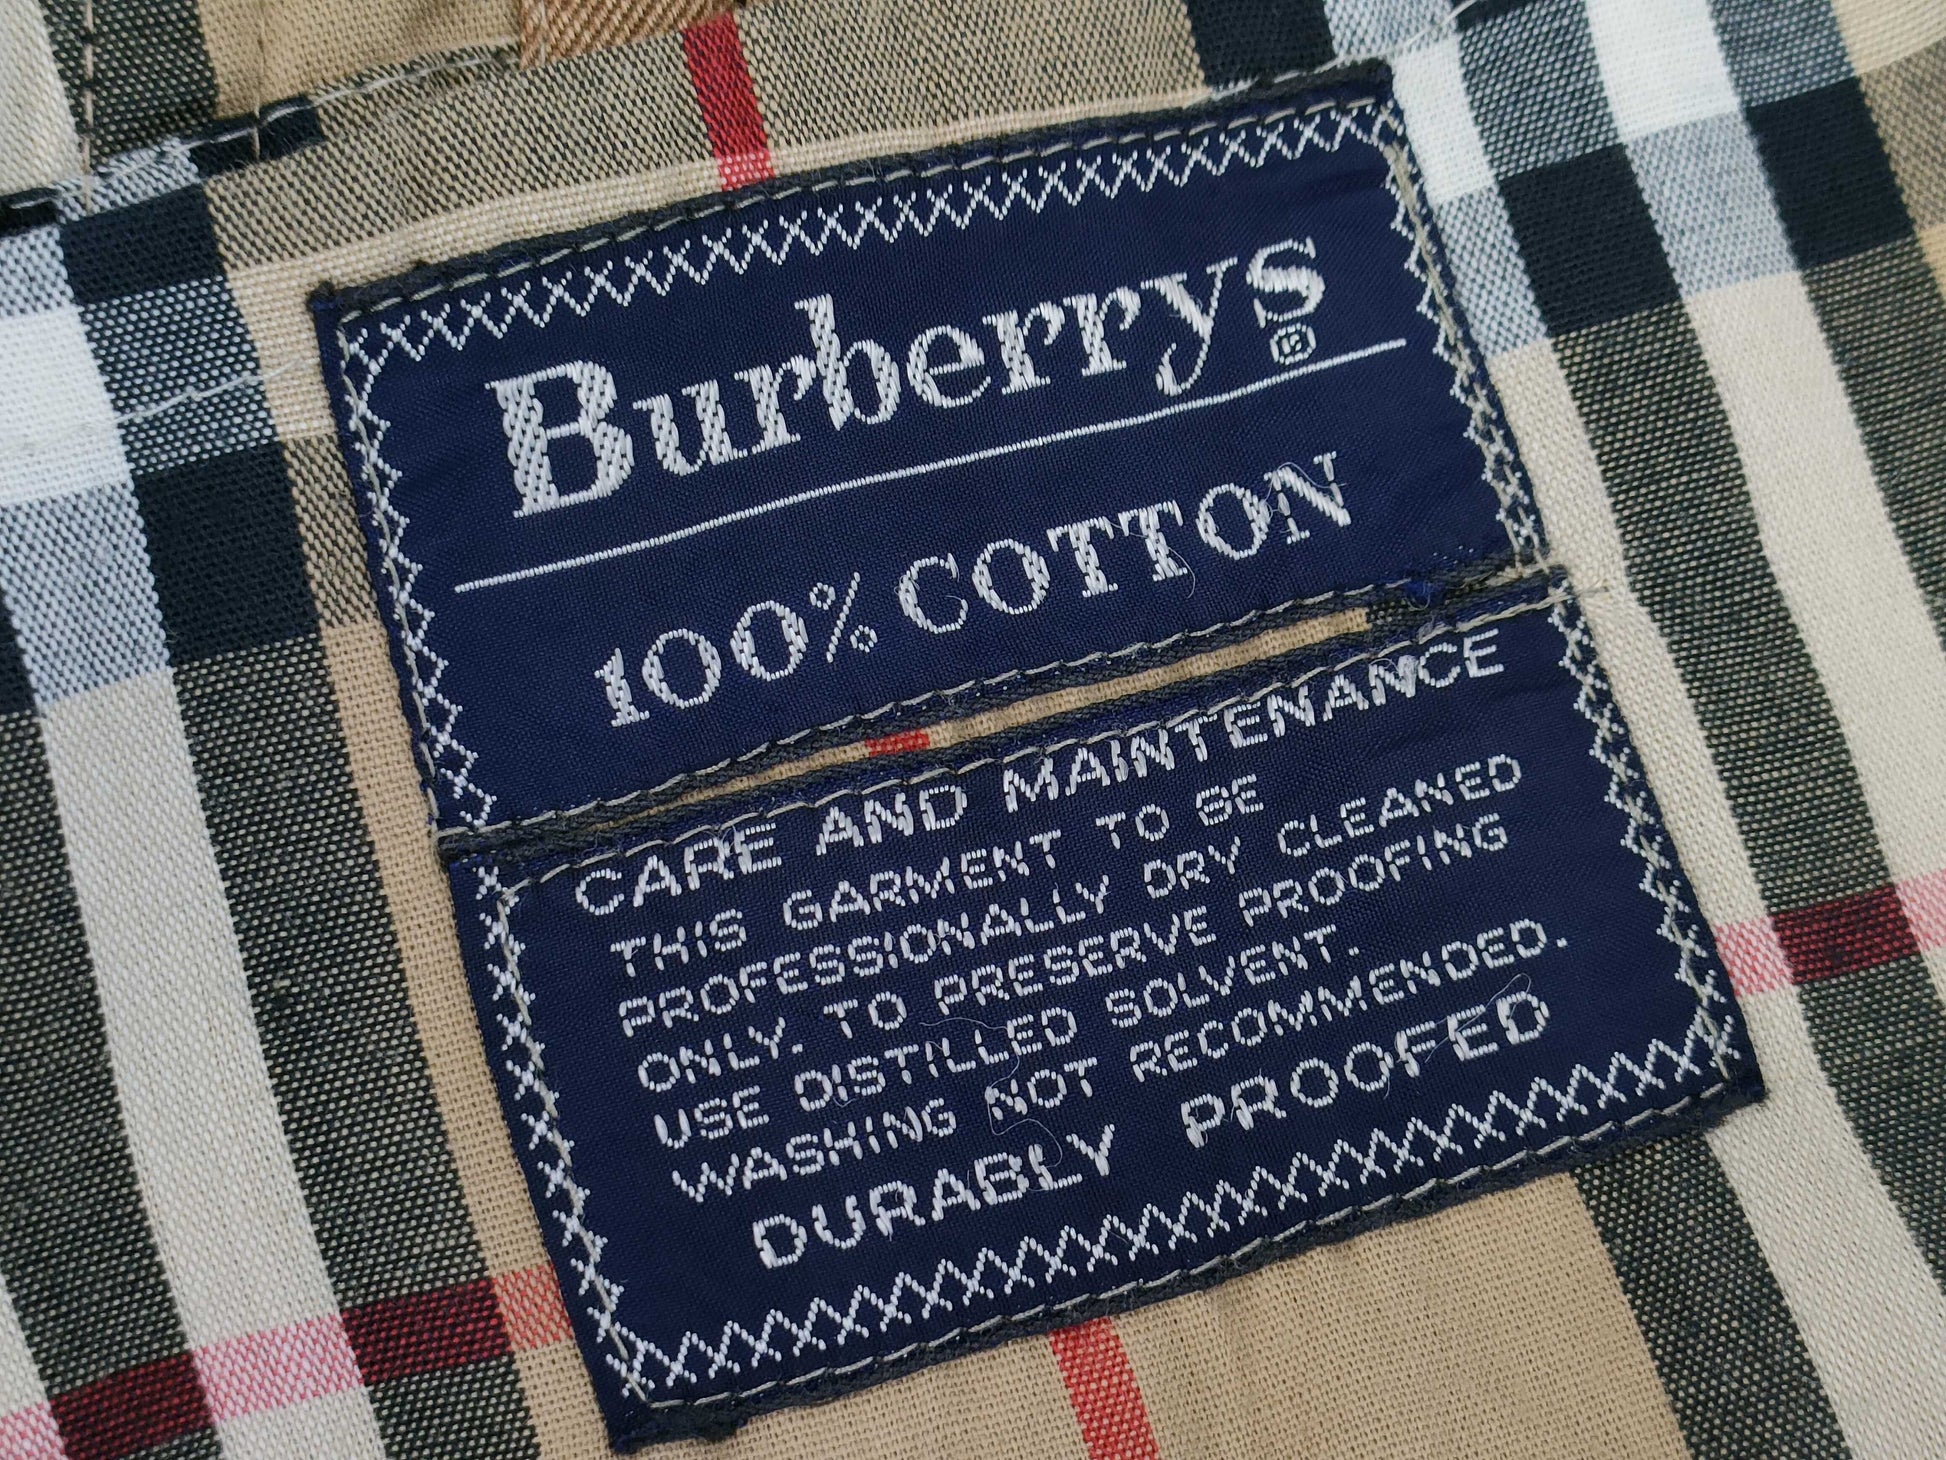 Burberrys®
100% COTTON
CARE AND MAINTENANCE
THIS GARMENT TO BE
PROFESSIONALLY DRY CLEANED
ONLY. TO PRESERVE PROOFING
USE DISTILLED SOLVENT.
WASHING NOT RECOMMENDED.
DURABLY PROOFED